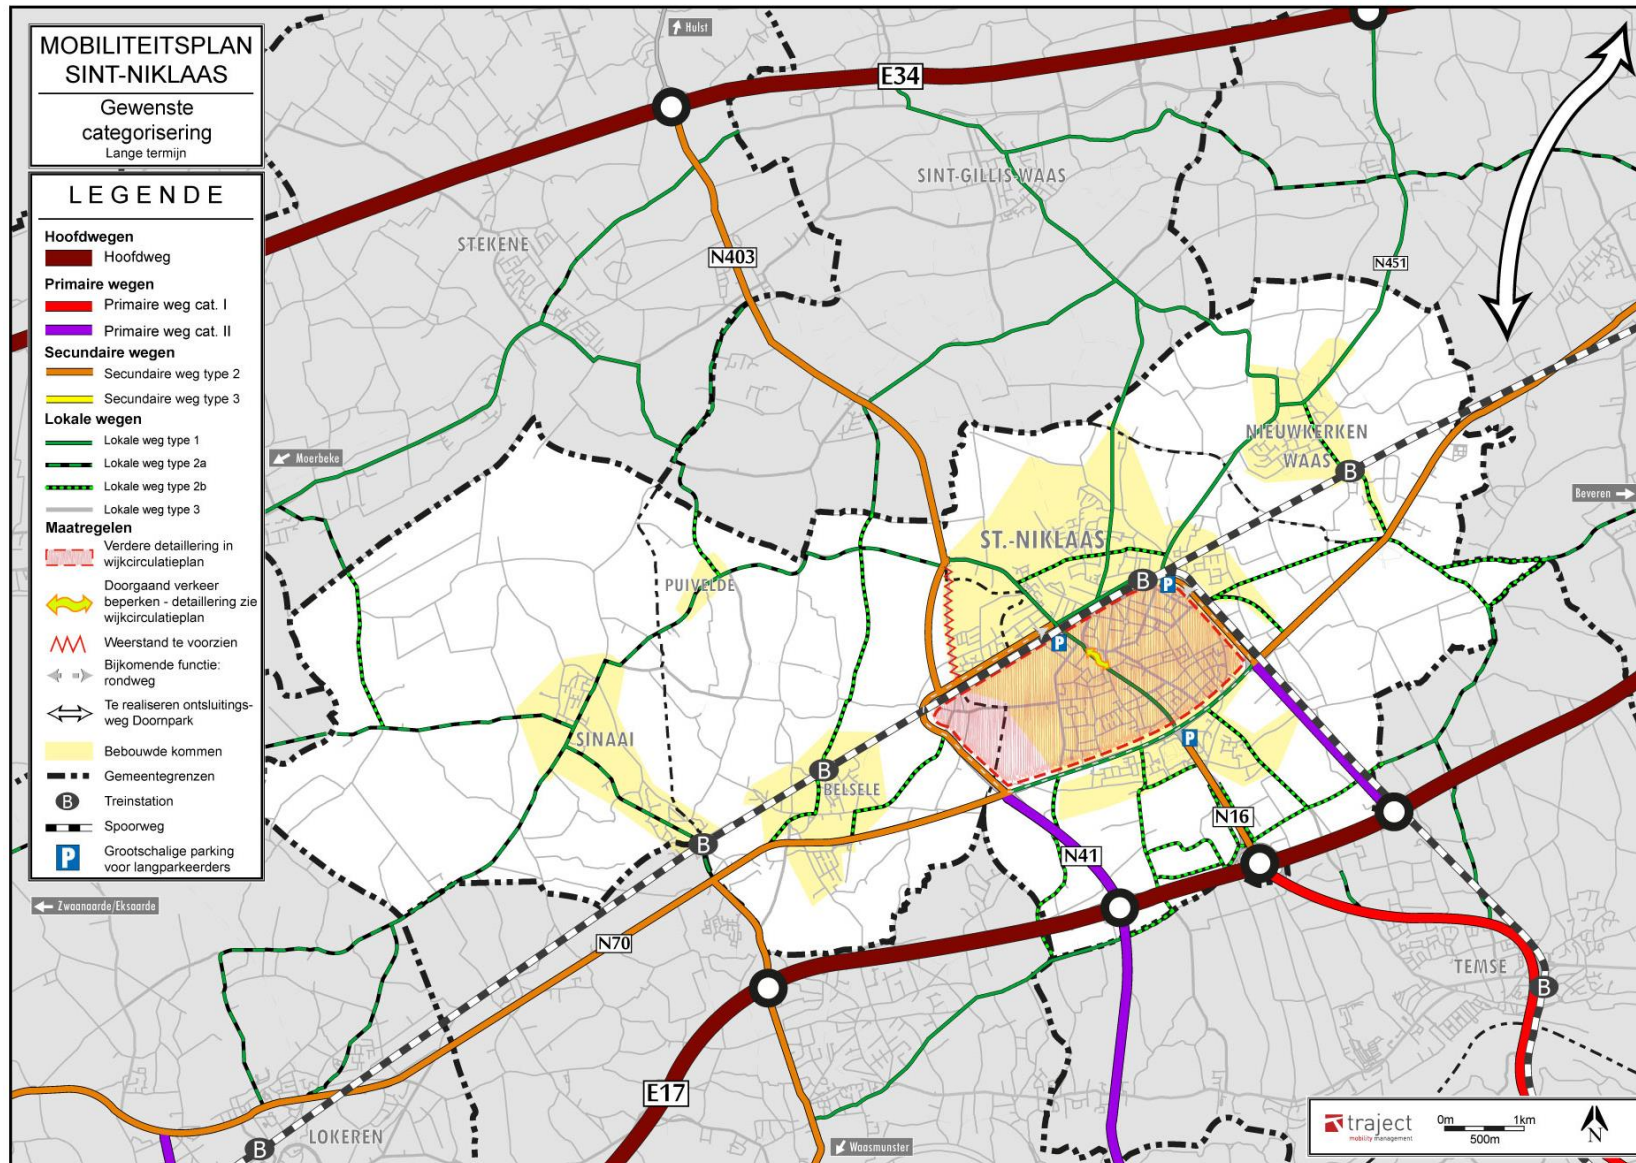 MOBILITEITSPLAN
SINT-NIKLAAS
Gewenste
categorisering
Lange termijn
LEGENDE
Hoofdwegen
Hoofdweg
Primaire wegen
Primaire weg cat. I
Primaire weg cat. II
Secundaire wegen
Secundaire weg type 2
Secundaire weg type 3
Lokale wegen
Lokale weg type 1
Lokale weg type 2a
Lokale weg type 2b
Lokale weg type 3
Maatregelen
Verdere detaillering in
wijkcirculatieplan
Doorgaand verkeer
beperken - detaillering zie
wijkcirculatieplan
Weerstand te voorzien
Bijkomende functie:
rondweg
Te realiseren ontsluitings-
weg Doornpark
Bebouwde kommen
Gemeentegrenzen
B
Treinstation
Spoorweg
P
Grootschalige parking
voor langparkeerders
Hulst
E34
SINT-GILLIS-WAAS
STEKENE
N403
N451
Moerbeke
NIEUWKERKEN
WAAS
B
Beveren
ST.-NIKLAAS
PUIVELDE
B
P
P
SINAAI
P
B
BELSELE
N16
B
N41
Zwaanaarde/Eksaarde
N70
TEMSE
B
E17
LOKEREN
B
Waasmunster
traject
mobility management
0m 1km
500m
N